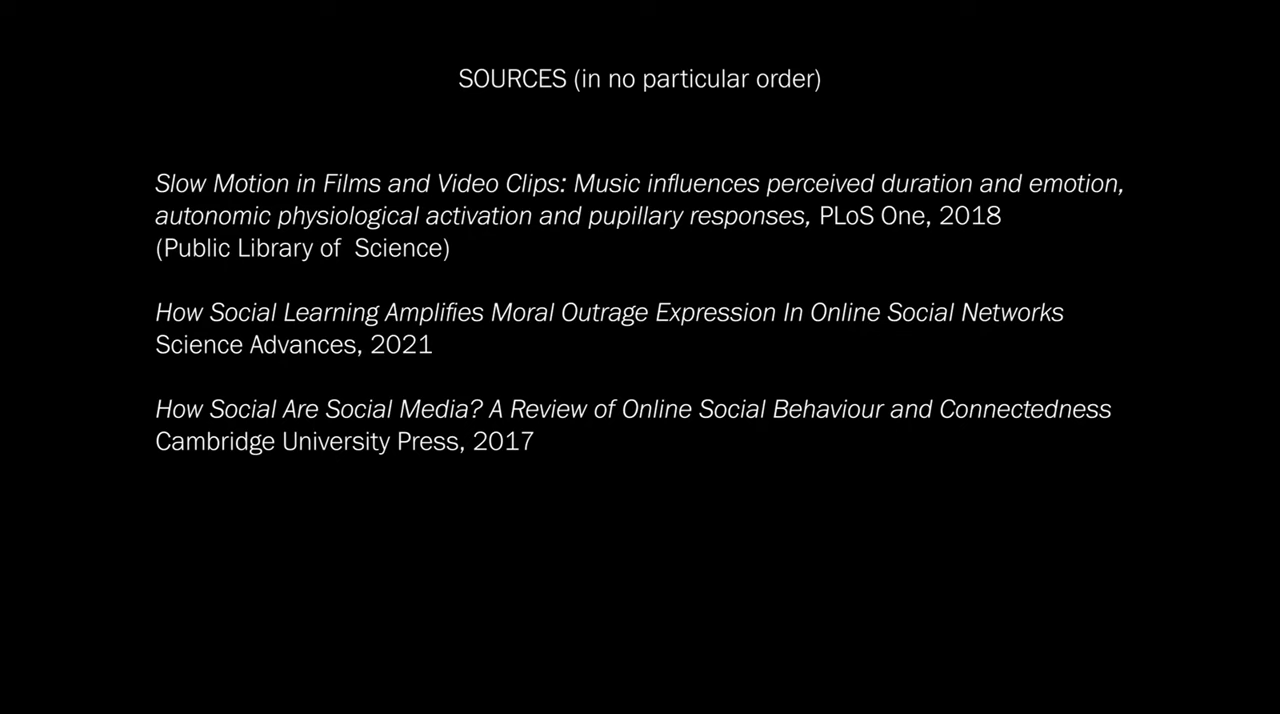 SOURCES (in no particular order)
Slow Motion in Films and Video Clips: Music influences perceived duration and emotion,
autonomic physiological activation and pupillary responses, PLoS One, 2018
(Public Library of Science)
How Social Learning Amplifies Moral Outrage Expression In Online Social Networks
Science Advances, 2021
How Social Are Social Media? A Review of Online Social Behaviour and Connectedness
Cambridge University Press, 2017